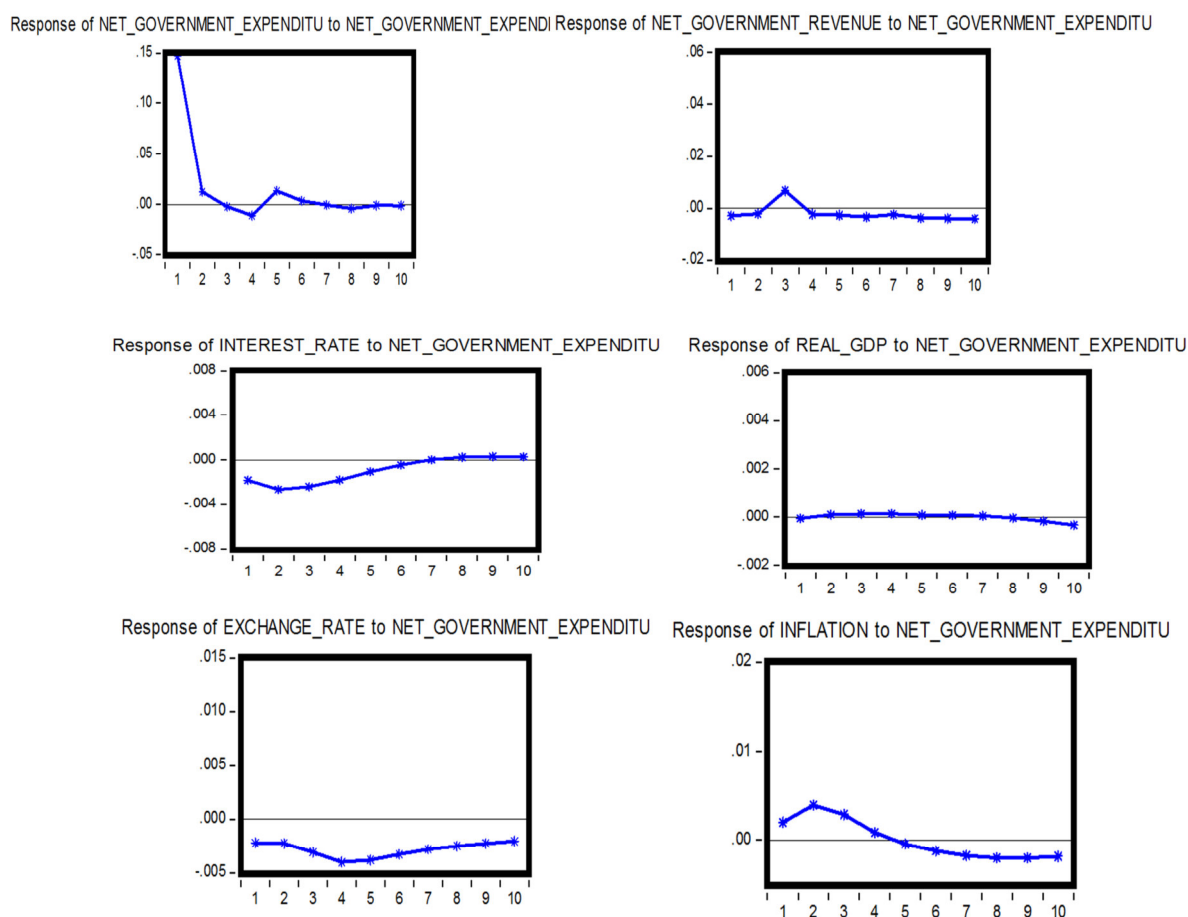 Response of NET_GOVERNMENT_EXPENDITU to NET_GOVERNMENT_EXPENDI
.15
.10
.05
.00
-.05
1 2 3 4 5 6 7 8 9 10
Response of NET_GOVERNMENT_REVENUE to NET_GOVERNMENT_EXPENDITU
.06
.04
.02
.00
-.02
1 2 3 4 5 6 7 8 9 10
Response of INTEREST_RATE to NET_GOVERNMENT_EXPENDITU
.008
.004
.000
-.004
-.008
1 2 3 4 5 6 7 8 9 10
Response of REAL_GDP to NET_GOVERNMENT_EXPENDITU
.006
.004
.002
.000
-.002
1 2 3 4 5 6 7 8 9 10
Response of EXCHANGE_RATE to NET_GOVERNMENT_EXPENDITU
.015
.010
.005
.000
-.005
1 2 3 4 5 6 7 8 9 10
Response of INFLATION to NET_GOVERNMENT_EXPENDITU
.02
.01
.00
1 2 3 4 5 6 7 8 9 10